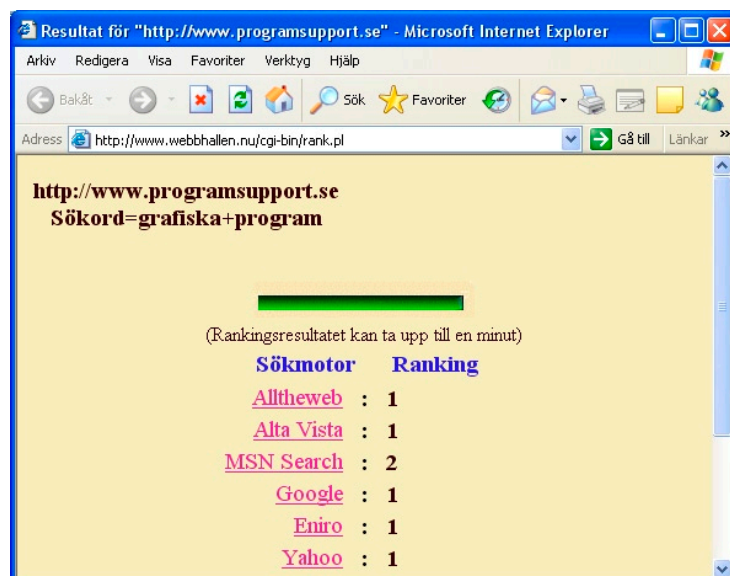 Resultat för "http://www.programsupport.se" - Microsoft Internet Explorer
Arkiv Redigera Visa Favoriter Verktyg Hjälp
Bakåt Sök Favoriter
Adress http://www.webbhallen.nu/cgi-bin/rank.pl Gå till Länkar »
http://www.programsupport.se
Sökord=grafiska+program
(Rankingsresultatet kan ta upp till en minut)
Sökmotor Ranking
Alltheweb : 1
Alta Vista : 1
MSN Search : 2
Google : 1
Eniro : 1
Yahoo : 1